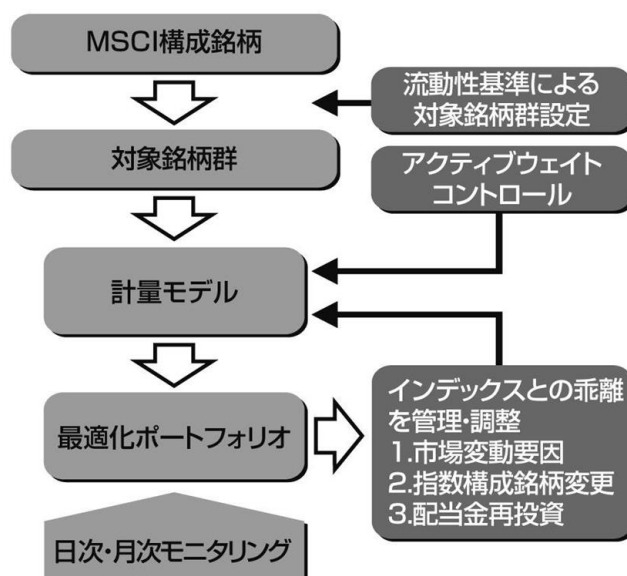 MSCI構成銘柄
流動性基準による
対象銘柄群設定
対象銘柄群
アクティブウェイト
コントロール
計量モデル
最適化ポートフォリオ
インデックスとの乖離
を管理・調整
1.市場変動要因
2.指数構成銘柄変更
3.配当金再投資
日次・月次モニタリング